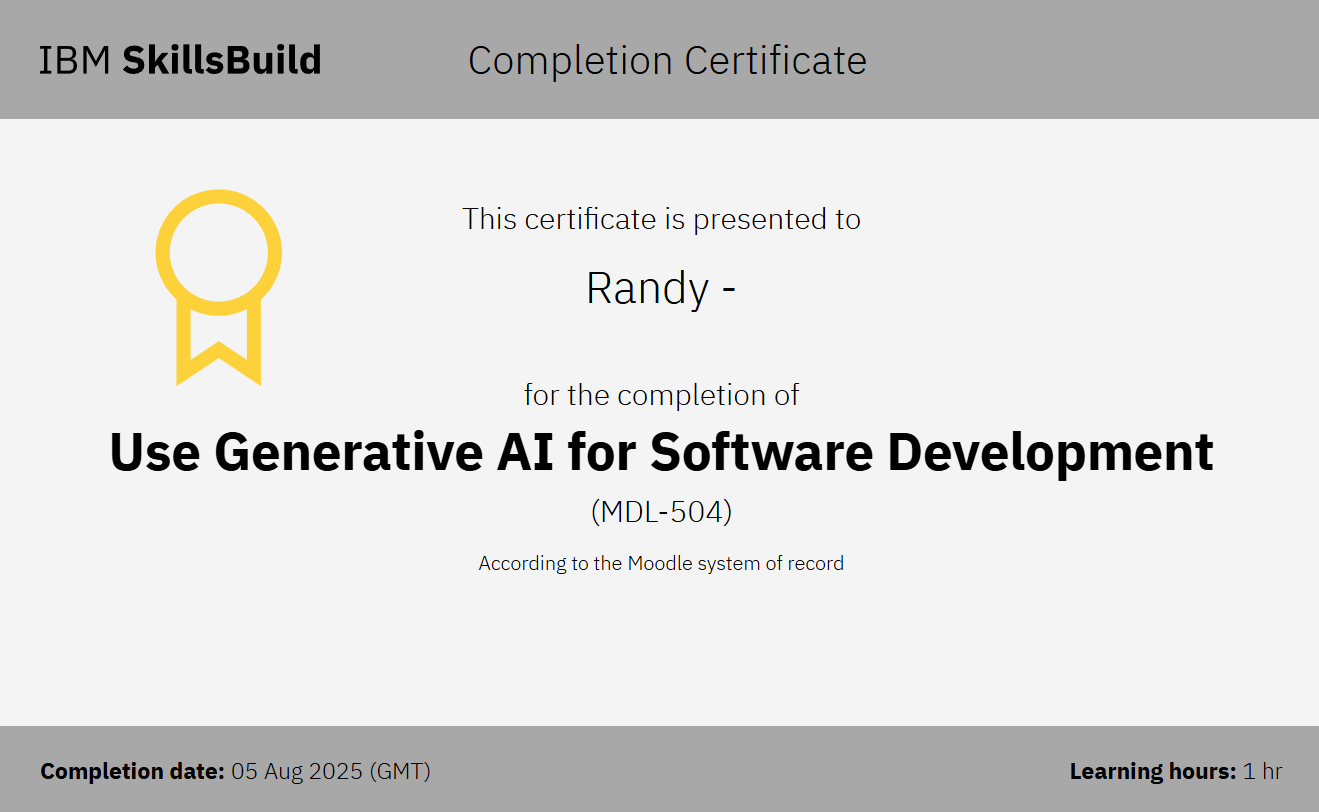 IBM SkillsBuild
Completion Certificate
This certificate is presented to
Randy -
for the completion of
Use Generative AI for Software Development
(MDL-504)
According to the Moodle system of record
Completion date: 05 Aug 2025 (GMT)
Learning hours: 1 hr